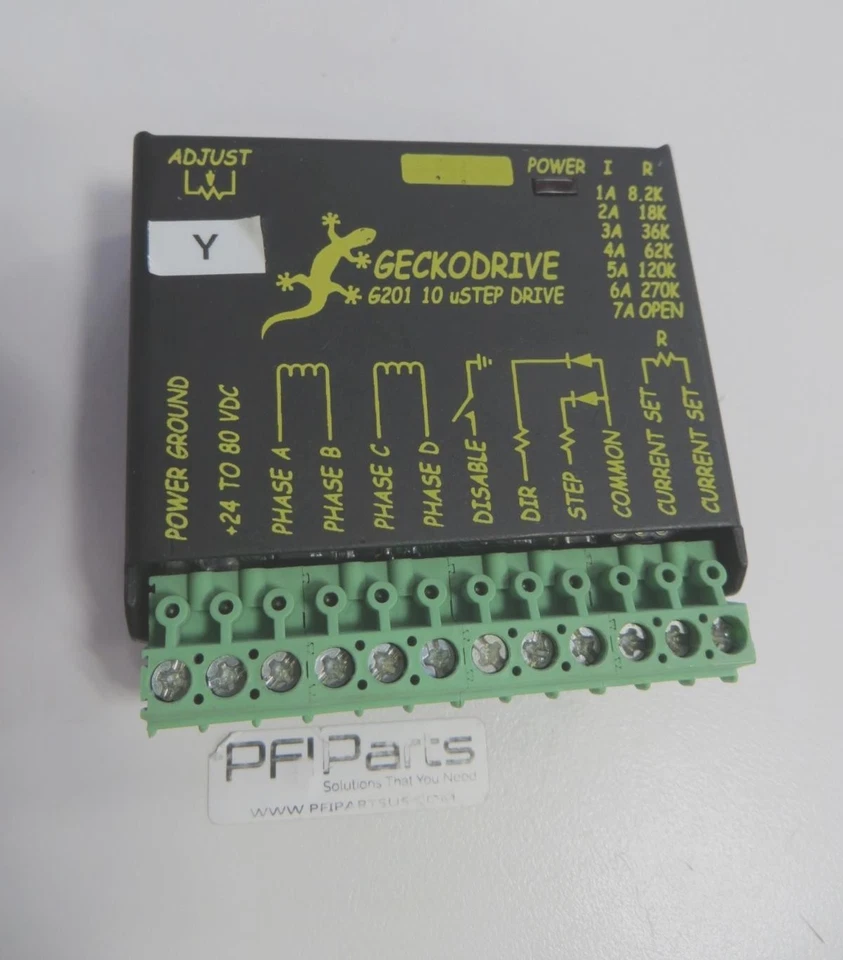 ADJUST
POWER I R
1A 8.2K
2A 18K
3A 36K
4A 62K
5A 120K
6A 270K
7A OPEN
Y
GECKODRIVE
G201 10 uSTEP DRIVE
R
POWER GROUND
+24 TO 80 VDC
PHASE A
PHASE B
PHASE C
PHASE D
DISABLE
DIR
STEP
COMMON
CURRENT SET
CURRENT SET
PFIParts
Solutions That You Need